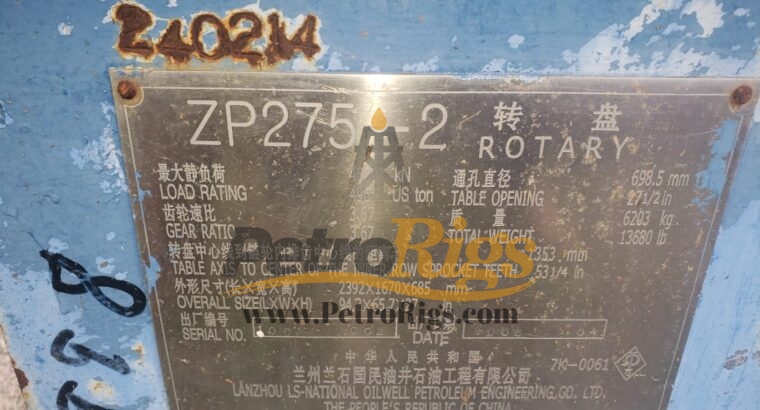 240214
ZP275 -2 转盘
ROTARY
最大静负荷 kN 通孔直径 698.5 mm
LOAD RATING US ton TABLE OPENING 27 1/2 in
齿轮速比 质量 6203 kg
GEAR RATIO 3.67 TOTAL WEIGHT 13680 lb
转盘中心 1353 mm
TABLE AXIS TO CENTER OF THE ROW SPROCKET TEETH 53 1/4 in
外形尺寸(长X宽X高) 2392X1670X685 mm
OVERALL SIZE(LXWXH)
出厂编号
SERIAL NO. DATE
PetroRigs
www.PetroRigs.com
中华人民共和国 7K-0061
兰州兰石国民油井石油工程有限公司
LANZHOU LS-NATIONAL OILWELL PETROLEUM ENGINEERING CO., LTD.
THE PEOPLE'S REPUBLIC OF CHINA